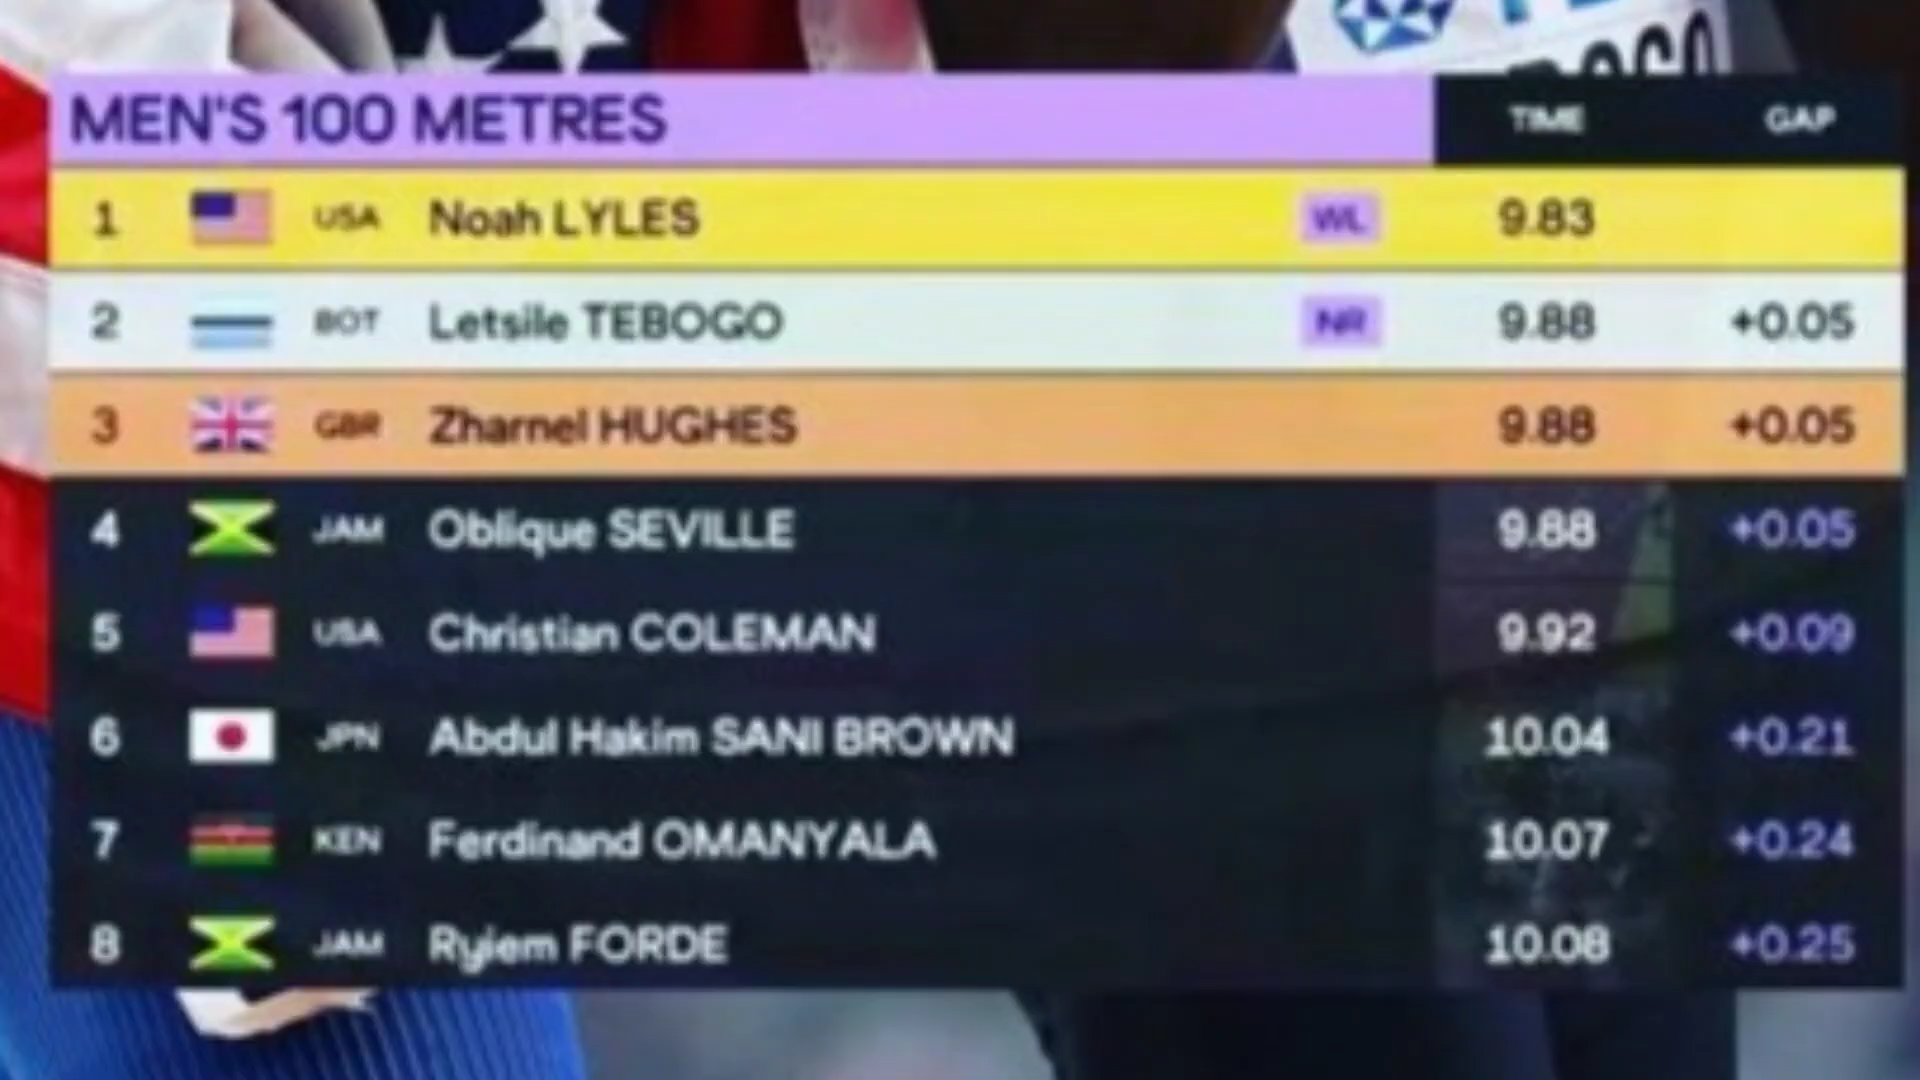 MEN'S 100 METRES TIME GAP
1 USA Noah LYLES WL 9.83
2 BOT Letsile TEBOGO NR 9.88 +0.05
3 GBR Zharnel HUGHES 9.88 +0.05
4 JAM Oblique SEVILLE 9.88 +0.05
5 USA Christian COLEMAN 9.92 +0.09
6 JPN Abdul Hakim SANI BROWN 10.04 +0.21
7 KEN Ferdinand OMANYALA 10.07 +0.24
8 JAM Ryiem FORDE 10.08 +0.25